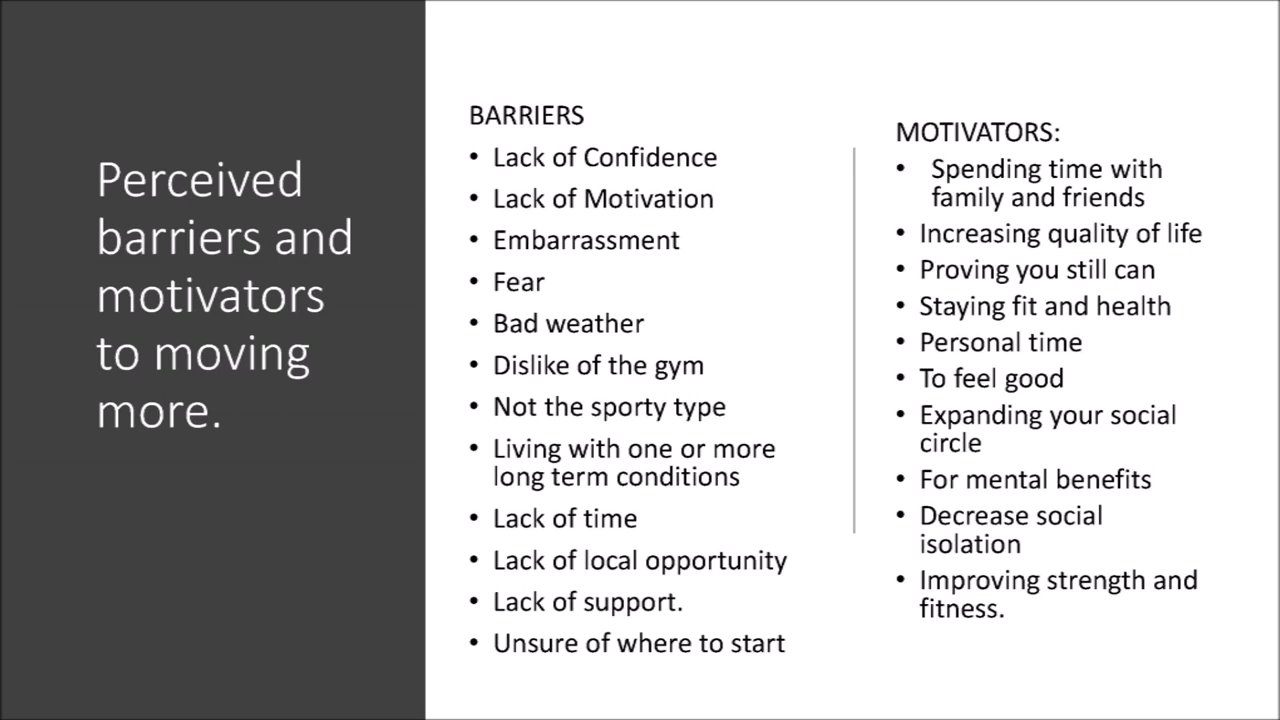 Perceived
barriers and
motivators
to moving
more.
BARRIERS
• Lack of Confidence
• Lack of Motivation
• Embarrassment
• Fear
• Bad weather
• Dislike of the gym
• Not the sporty type
• Living with one or more
long term conditions
• Lack of time
• Lack of local opportunity
• Lack of support.
• Unsure of where to start
MOTIVATORS:
• Spending time with
family and friends
• Increasing quality of life
• Proving you still can
• Staying fit and health
• Personal time
• To feel good
• Expanding your social
circle
• For mental benefits
• Decrease social
isolation
• Improving strength and
fitness.